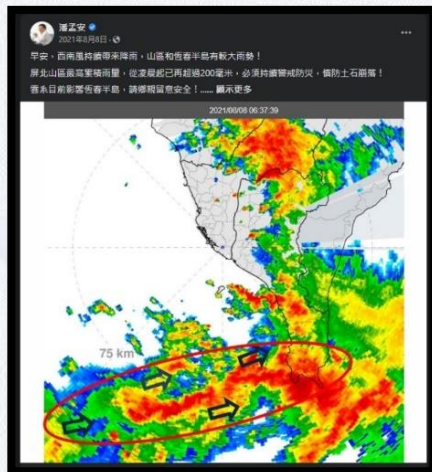 潘孟安
2021年8月8日
早安，西南風持續帶來降雨，山區和恆春半島有較大雨勢！
屏北山區最高累積雨量，從凌晨起已再超過200毫米，必須持續警戒防災，慎防土石崩落！
雲系目前影響恆春半島，請鄉親留意安全！...... 顯示更多
2021/08/08 06:37:39
75 km